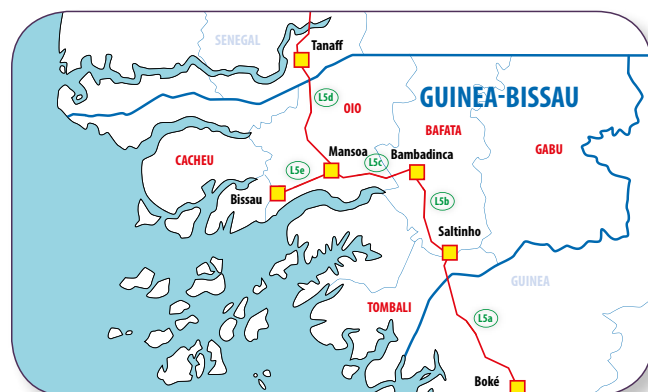 SENEGAL
Tanaff
L5d
OIO
GUINEA-BISSAU
BAFATA
GABU
CACHEU
Mansoa
L5c
Bambadinca
L5e
Bissau
L5b
Saltinho
GUINEA
TOMBALI
L5a
Boké